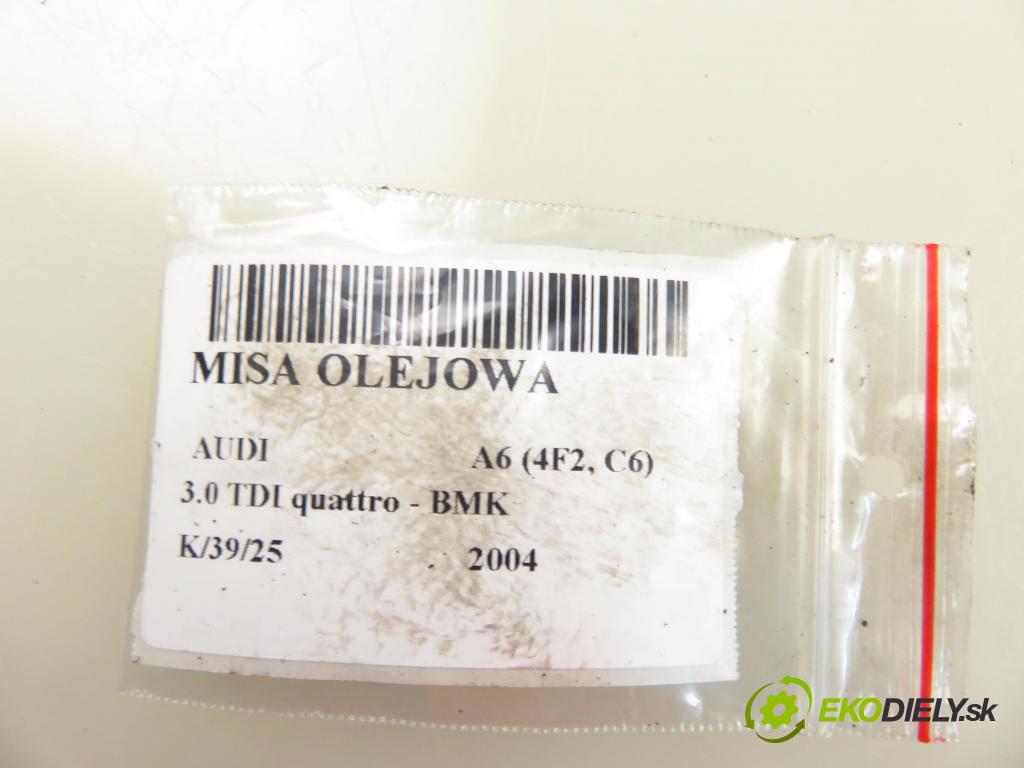 MISA OLEJOWA
AUDI A6 (4F2, C6)
3.0 TDI quattro - BMK
K/39/25 2004
EKODIELY.sk